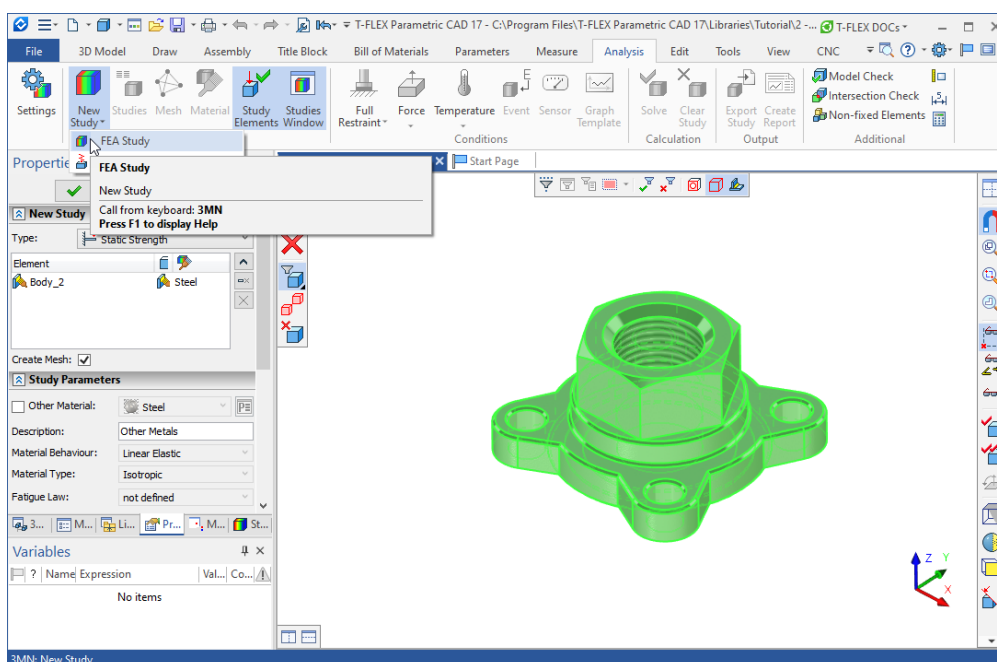 T-FLEX Parametric CAD 17 - C:\Program Files\T-FLEX Parametric CAD 17\Libraries\Tutorial\2 -...
T-FLEX DOCs
File 3D Model Draw Assembly Title Block Bill of Materials Parameters Measure Analysis Edit Tools View CNC
Settings
New Study
Studies
Mesh
Material
Study Elements
Studies Window
Full Restraint
Force
Temperature
Event
Sensor
Graph Template
Conditions
Solve
Clear Study
Calculation
Export Study
Create Report
Output
Model Check
Intersection Check
Non-fixed Elements
Additional
5
FEA Study
FEA Study
New Study
Call from keyboard: 3MN
Press F1 to display Help
Start Page
New Study
Type: Static Strength
Element
Body_2 Steel
Create Mesh:
Study Parameters
Other Material: Steel
Description: Other Metals
Material Behaviour: Linear Elastic
Material Type: Isotropic
Fatigue Law: not defined
3... M... Li... Pr... M... St...
Variables
? Name Expression Val... Co...
No items
Z Y
X
3MN: New Study